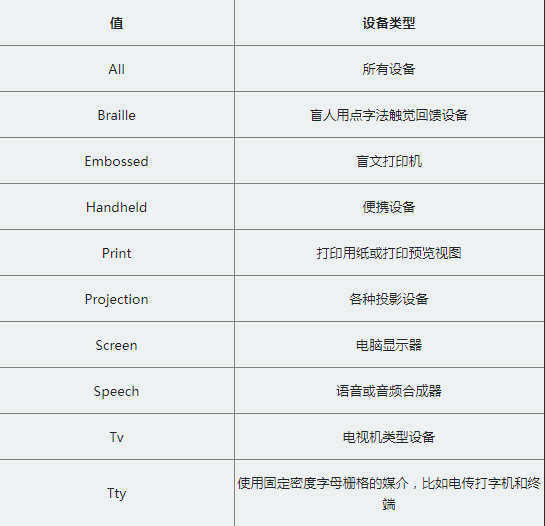 值 设备类型
All 所有设备
Braille 盲人用点字法触觉回馈设备
Embossed 盲文打印机
Handheld 便携设备
Print 打印用纸或打印预览视图
Projection 各种投影设备
Screen 电脑显示器
Speech 语音或音频合成器
Tv 电视机类型设备
Tty 使用固定密度字母栅格的媒介，比如电传打字机和终
端